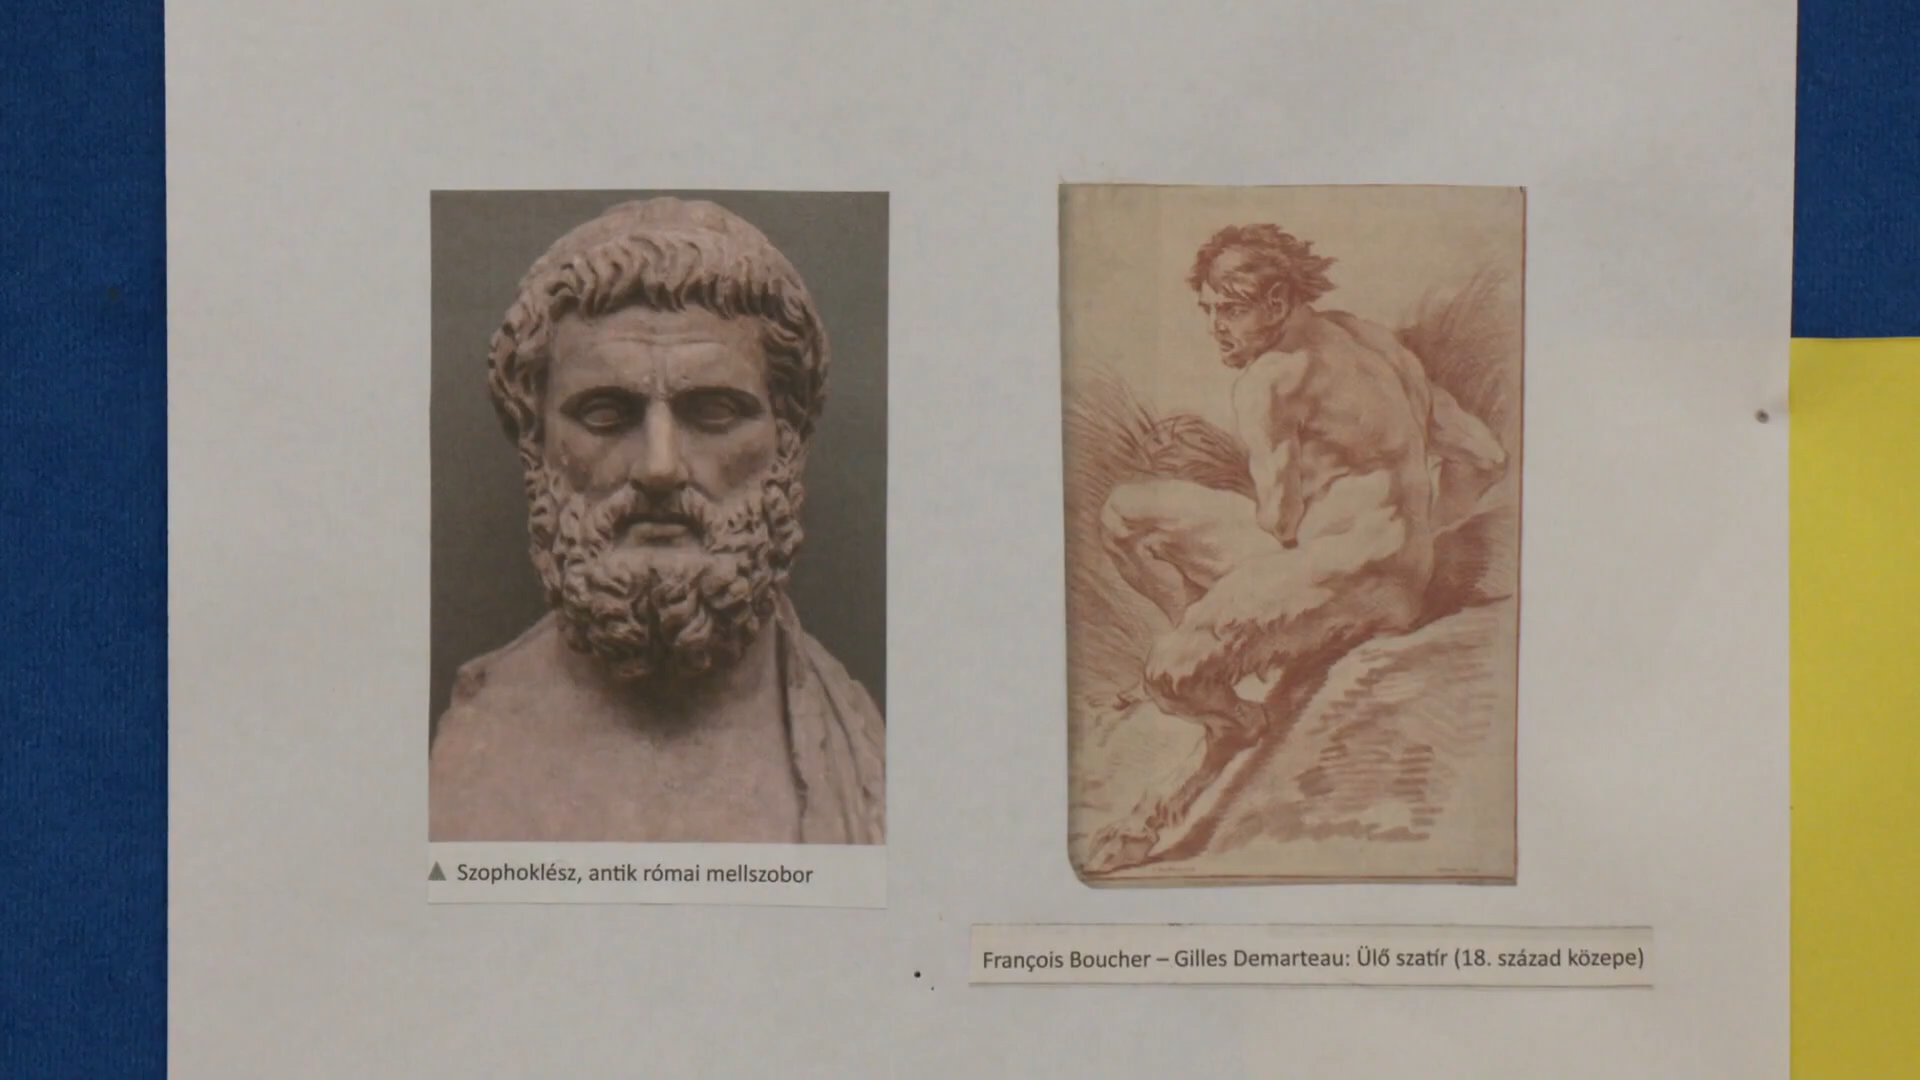 Szophoklész, antik római mellszobor
François Boucher – Gilles Demarteau: Ülő szatír (18. század közepe)